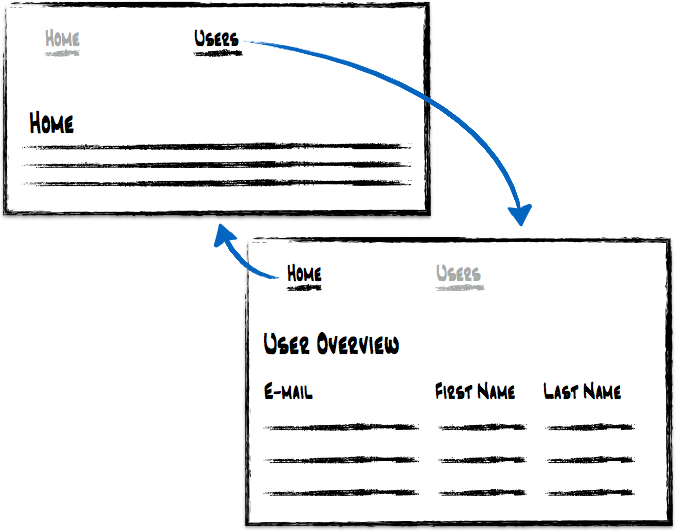 Home Users
Home
Home Users
User Overview
E-mail First Name Last Name